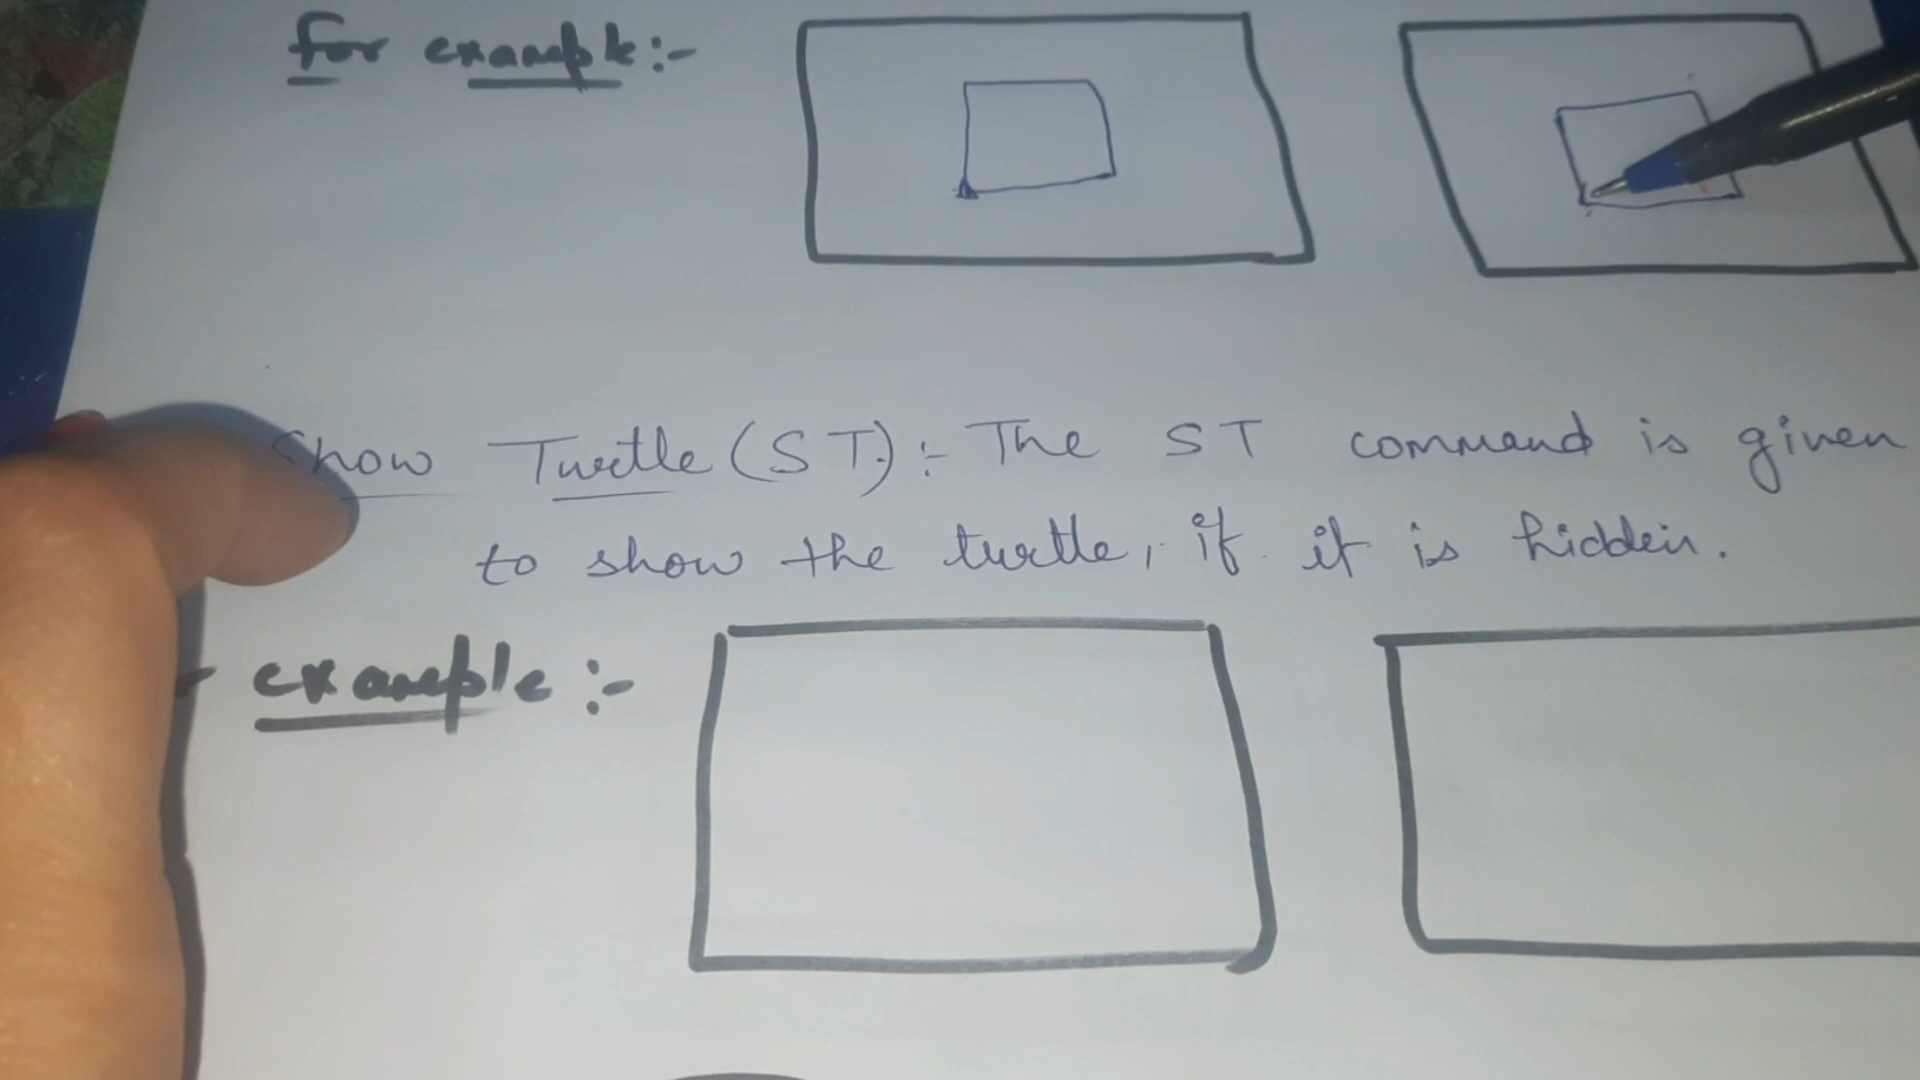 for example:-
Show Turtle (ST.):- The ST command is given
to show the turtle, if it is hidden.
- example:-